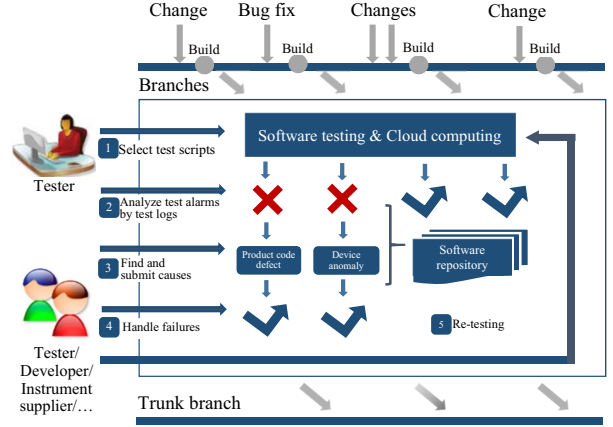 Change
Bug fix
Changes
Change
Build
Build
Build
Build
Branches
Software testing & Cloud computing
1 Select test scripts
Tester
2 Analyze test alarms
by test logs
3 Find and
submit causes
Product code
defect
Device
anomaly
Software
repository
4 Handle failures
5 Re-testing
Tester/
Developer/
Instrument
supplier/…
Trunk branch